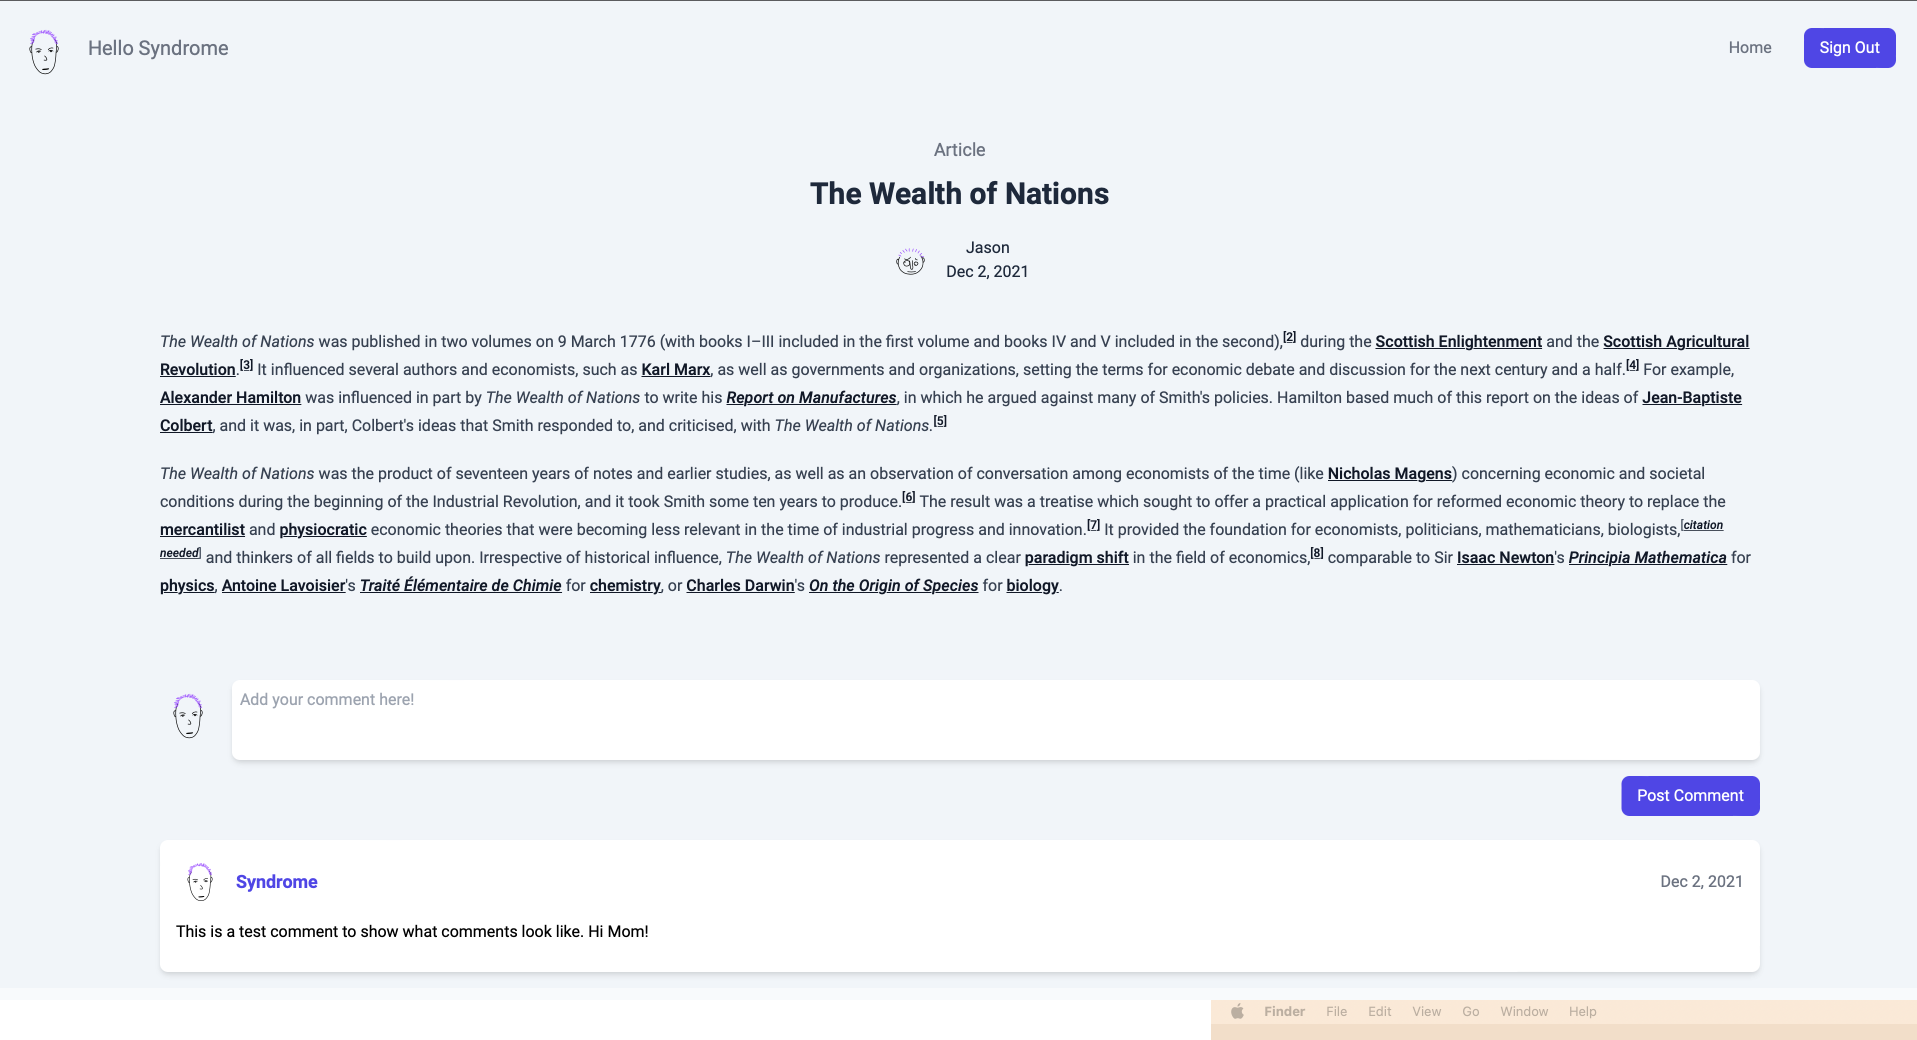 Hello Syndrome
Home
Sign Out
Article
The Wealth of Nations
Jason
Dec 2, 2021
The Wealth of Nations was published in two volumes on 9 March 1776 (with books I–III included in the first volume and books IV and V included in the second),[2] during the Scottish Enlightenment and the Scottish Agricultural
Revolution.[3] It influenced several authors and economists, such as Karl Marx, as well as governments and organizations, setting the terms for economic debate and discussion for the next century and a half.[4] For example,
Alexander Hamilton was influenced in part by The Wealth of Nations to write his Report on Manufactures, in which he argued against many of Smith's policies. Hamilton based much of this report on the ideas of Jean-Baptiste
Colbert, and it was, in part, Colbert's ideas that Smith responded to, and criticised, with The Wealth of Nations.[5]
The Wealth of Nations was the product of seventeen years of notes and earlier studies, as well as an observation of conversation among economists of the time (like Nicholas Magens) concerning economic and societal
conditions during the beginning of the Industrial Revolution, and it took Smith some ten years to produce.[6] The result was a treatise which sought to offer a practical application for reformed economic theory to replace the
mercantilist and physiocratic economic theories that were becoming less relevant in the time of industrial progress and innovation.[7] It provided the foundation for economists, politicians, mathematicians, biologists,[citation
needed] and thinkers of all fields to build upon. Irrespective of historical influence, The Wealth of Nations represented a clear paradigm shift in the field of economics,[8] comparable to Sir Isaac Newton's Principia Mathematica for
physics, Antoine Lavoisier's Traité Élémentaire de Chimie for chemistry, or Charles Darwin's On the Origin of Species for biology.
Add your comment here!
Post Comment
Syndrome
Dec 2, 2021
This is a test comment to show what comments look like. Hi Mom!
Finder File Edit View Go Window Help